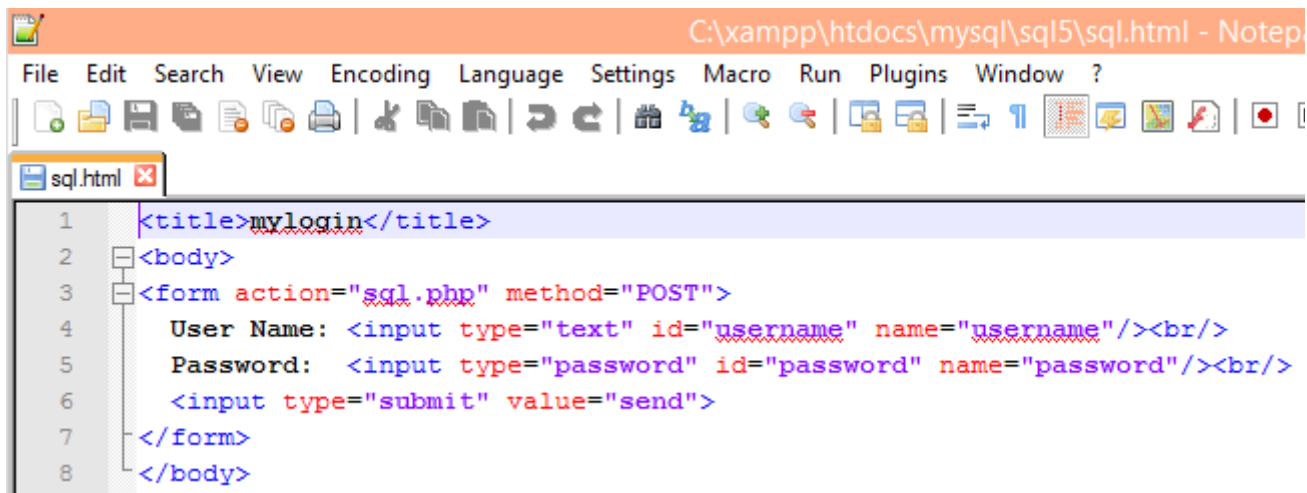 C:\xampp\htdocs\mysql\sql5\sql.html - Notep
File Edit Search View Encoding Language Settings Macro Run Plugins Window ?
sql.html
1 <title>mylogin</title>
2 <body>
3 <form action="sql.php" method="POST">
4 User Name: <input type="text" id="username" name="username"/><br/>
5 Password: <input type="password" id="password" name="password"/><br/>
6 <input type="submit" value="send">
7 </form>
8 </body>